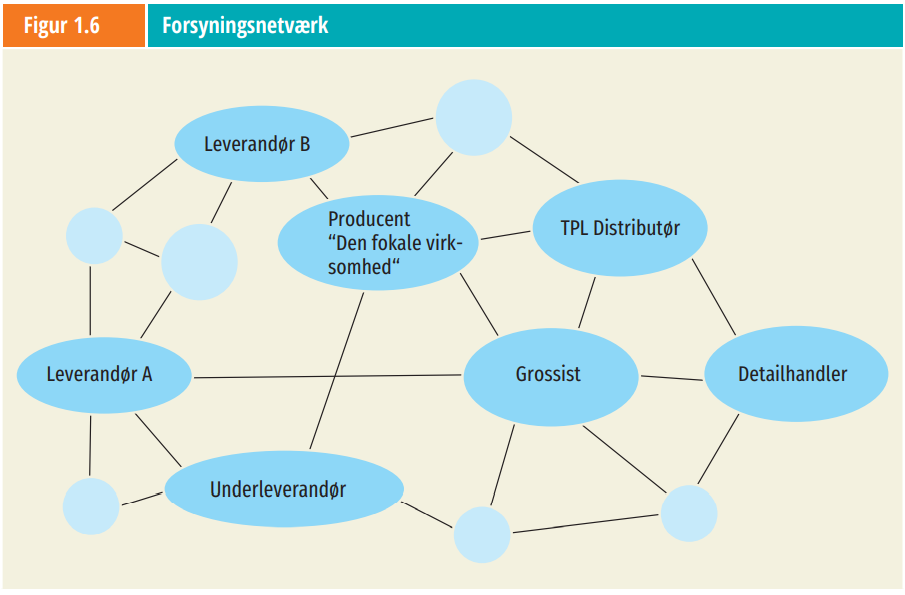 Figur 1.6
Forsyningsnetværk
Leverandør B
Producent
“Den fokale virk-
somhed“
TPL Distributør
Leverandør A
Grossist
Detailhandler
Underleverandør